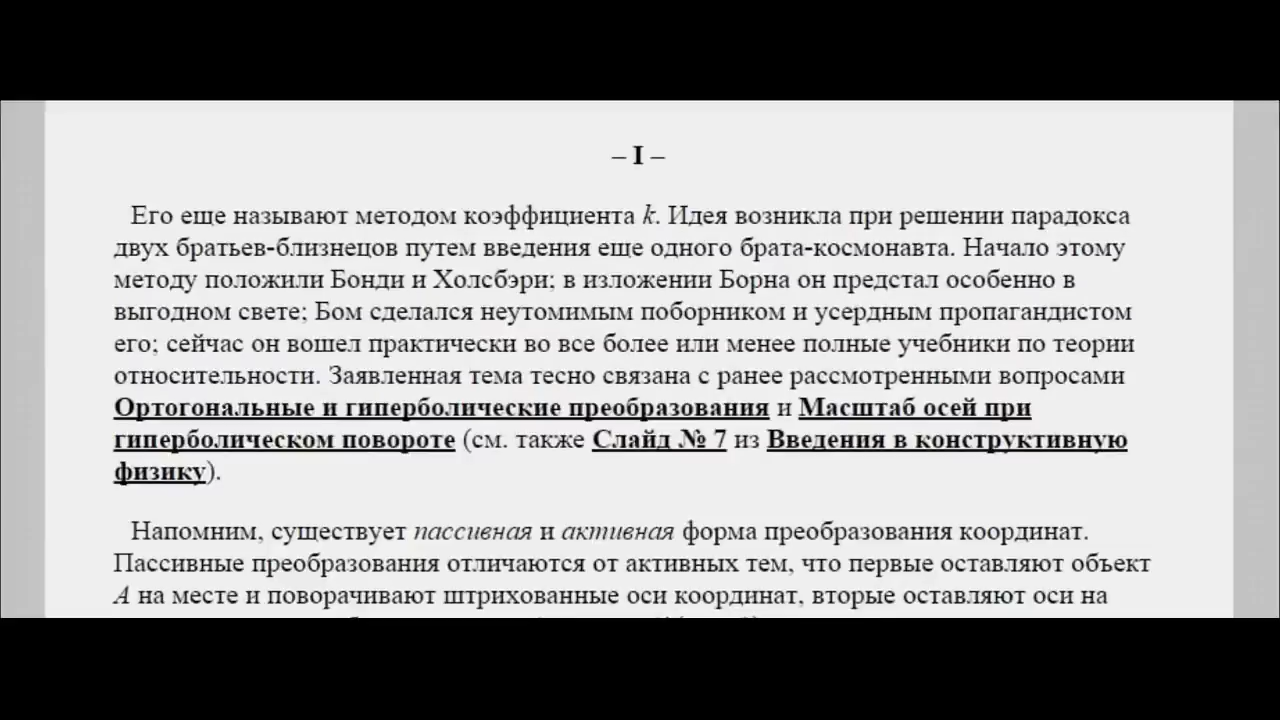 – I –
Его еще называют методом коэффициента k. Идея возникла при решении парадокса
двух братьев-близнецов путем введения еще одного брата-космонавта. Начало этому
методу положили Бонди и Холсбэри; в изложении Борна он предстал особенно в
выгодном свете; Бом сделался неутомимым поборником и усердным пропагандистом
его; сейчас он вошел практически во все более или менее полные учебники по теории
относительности. Заявленная тема тесно связана с ранее рассмотренными вопросами
Ортогональные и гиперболические преобразования и Масштаб осей при
гиперболическом повороте (см. также Слайд № 7 из Введения в конструктивную
физику).
Напомним, существует пассивная и активная форма преобразования координат.
Пассивные преобразования отличаются от активных тем, что первые оставляют объект
A на месте и поворачивают штрихованные оси координат, вторые оставляют оси на